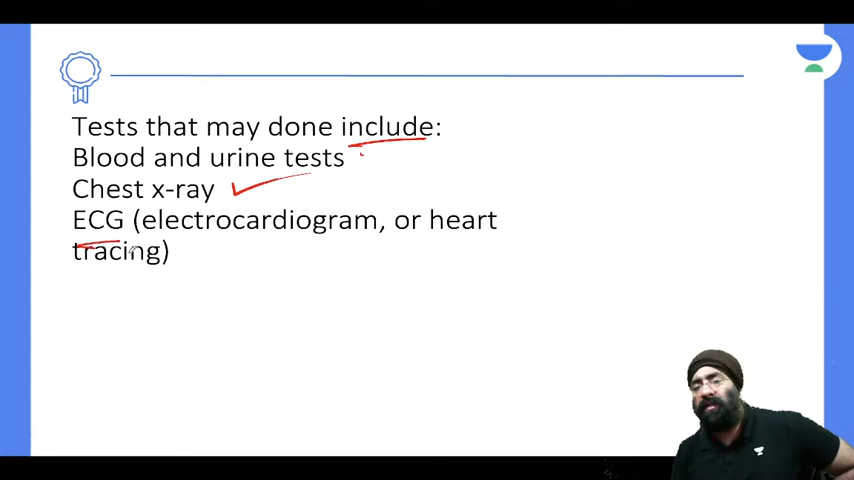 Tests that may done include:
Blood and urine tests
Chest x-ray
ECG (electrocardiogram, or heart
tracing)